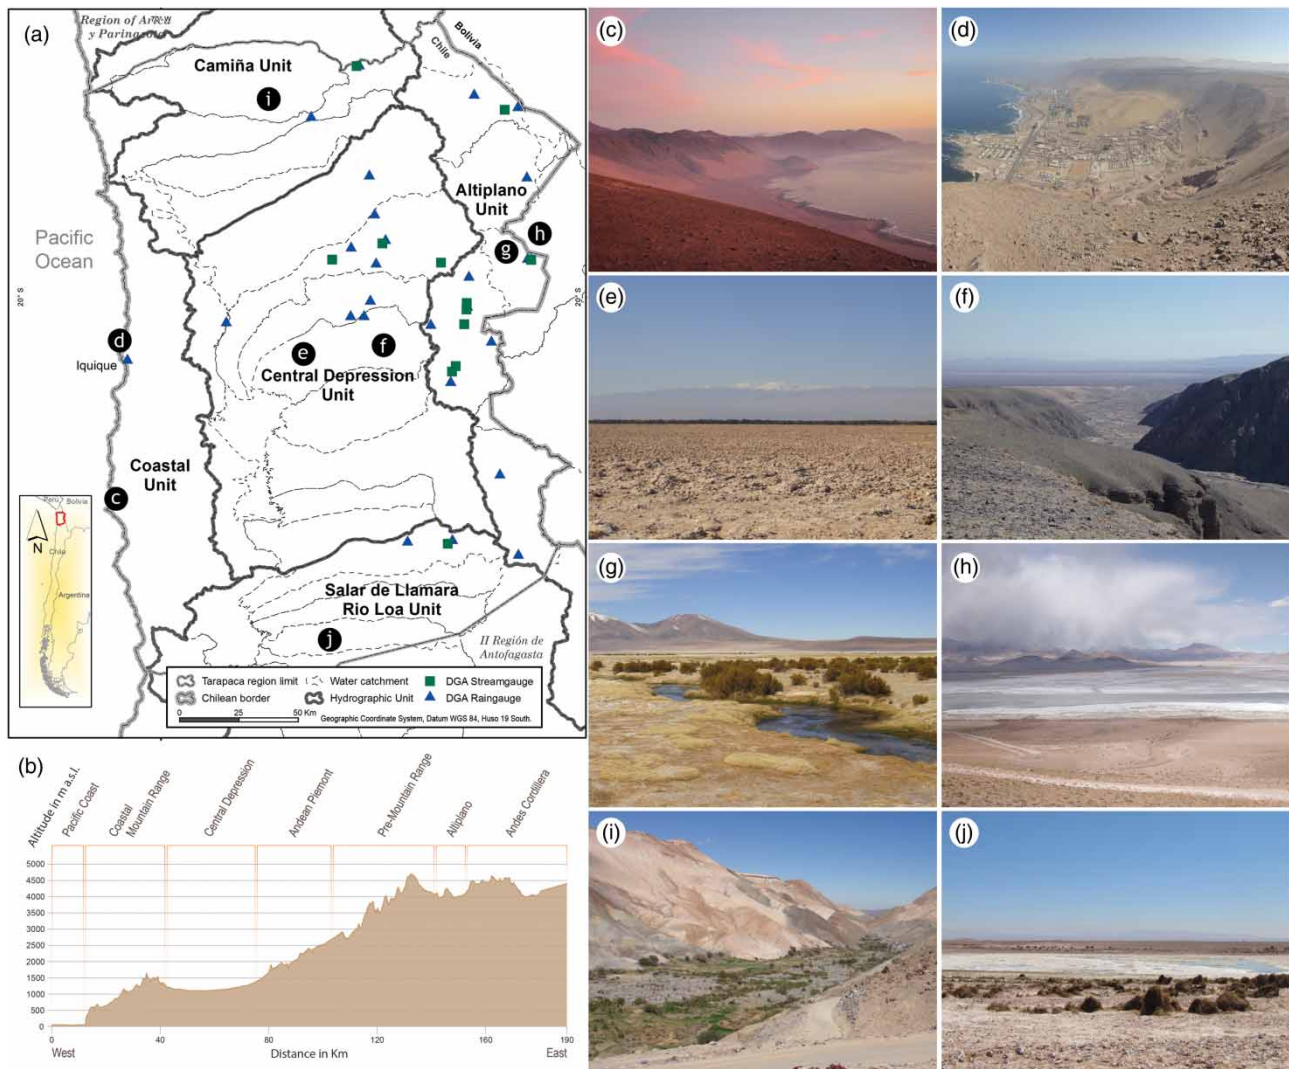 (a)
Region of
y Parinacota
Bolivia
Chile
Camiña Unit
i
Altiplano
Unit
h
g
Pacific
Ocean
20° S
20° S
d
Iquique
e
f
Central Depression
Unit
Coastal
Unit
c
Perú
Bolivia
N
Chile
Argentina
Salar de Llamara
Rio Loa Unit
j
II Región de
Antofagasta
Tarapaca region limit
Water catchment
DGA Streamgauge
Chilean border
Hydrographic Unit
DGA Raingauge
0 25 50 Km
Geographic Coordinate System, Datum WGS 84, Huso 19 South.
(b)
Altitude in m a.s.l.
Pacific Coast
Coastal
Mountain Range
Central Depression
Andean Piemont
Pre-Mountain Range
Altiplano
Andes Cordillera
5000
4500
4000
3500
3000
2500
2000
1500
1000
500
0
0 40 80 120 160 190
West Distance in Km East
(c)
(d)
(e)
(f)
(g)
(h)
(i)
(j)